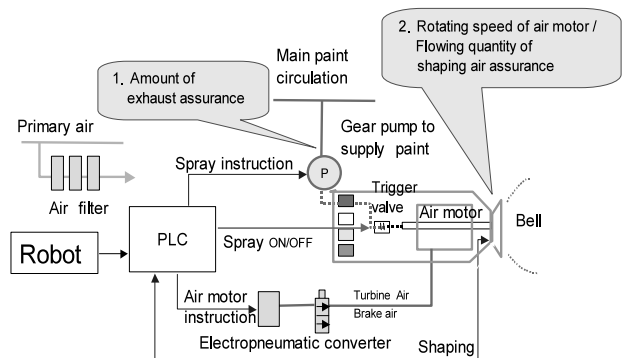 2. Rotating speed of air motor /
Flowing quantity of
shaping air assurance
Main paint
circulation
1. Amount of
exhaust assurance
Primary air
Gear pump to
supply paint
Spray instruction
P
Trigger
valve
Air filter
Air motor
Bell
PLC
Robot
Spray ON/OFF
Air motor
instruction
Turbine Air
Brake air
Electropneumatic converter
Shaping